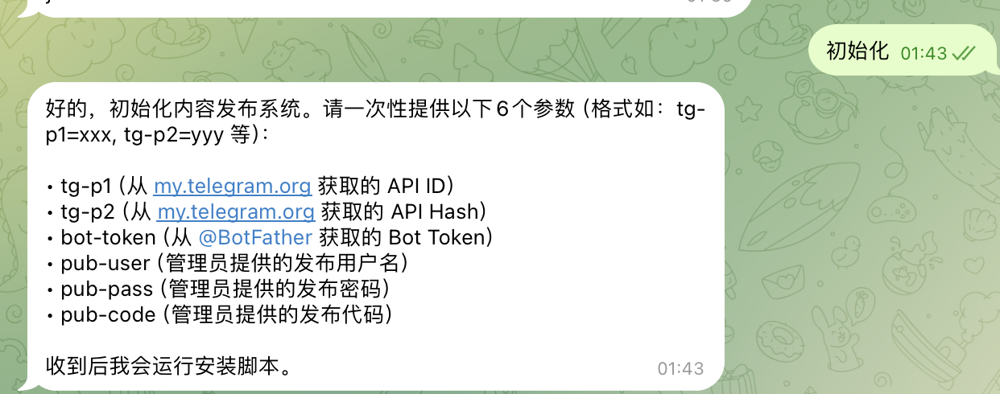 初始化 01:43
好的，初始化内容发布系统。请一次性提供以下6个参数（格式如：tg-
p1=xxx, tg-p2=yyy 等）：
• tg-p1（从 my.telegram.org 获取的 API ID）
• tg-p2（从 my.telegram.org 获取的 API Hash）
• bot-token（从 @BotFather 获取的 Bot Token）
• pub-user（管理员提供的发布用户名）
• pub-pass（管理员提供的发布密码）
• pub-code（管理员提供的发布代码）
收到后我会运行安装脚本。
01:43